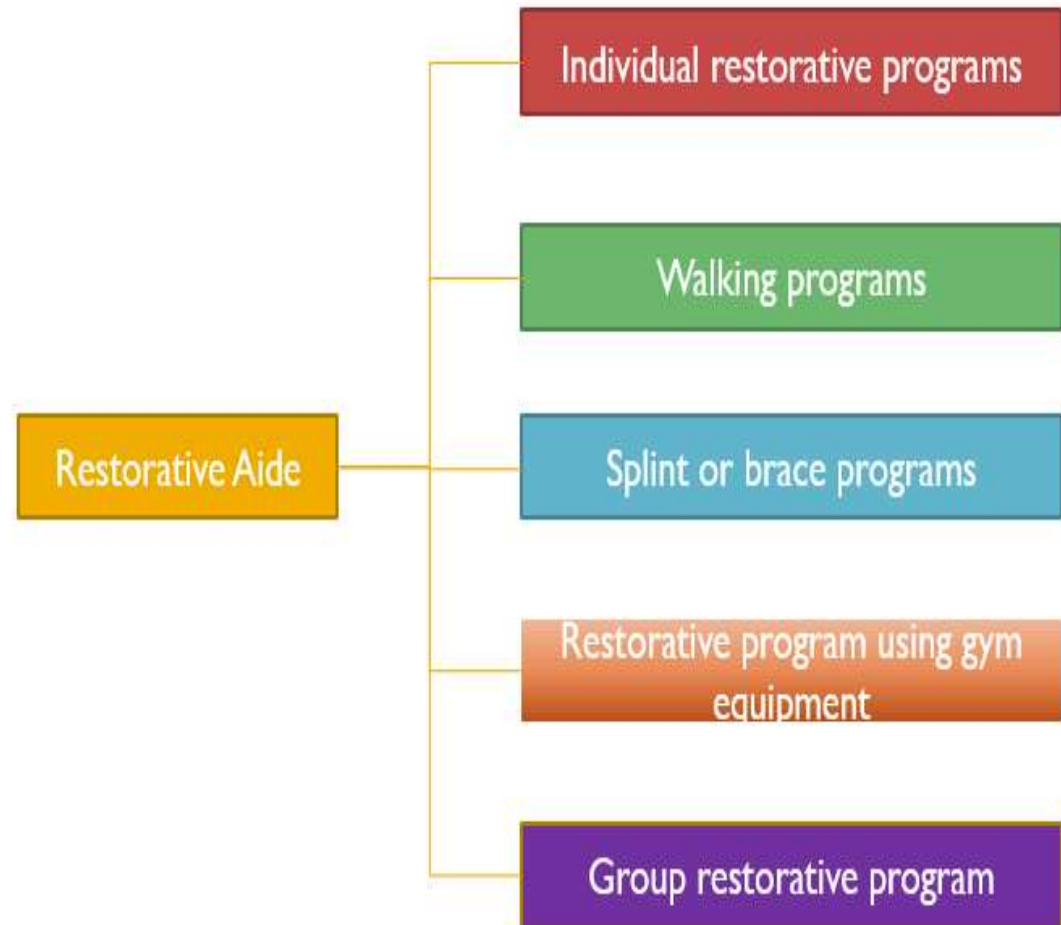 Individual restorative programs
Walking programs
Restorative Aide
Splint or brace programs
Restorative program using gym
equipment
Group restorative program